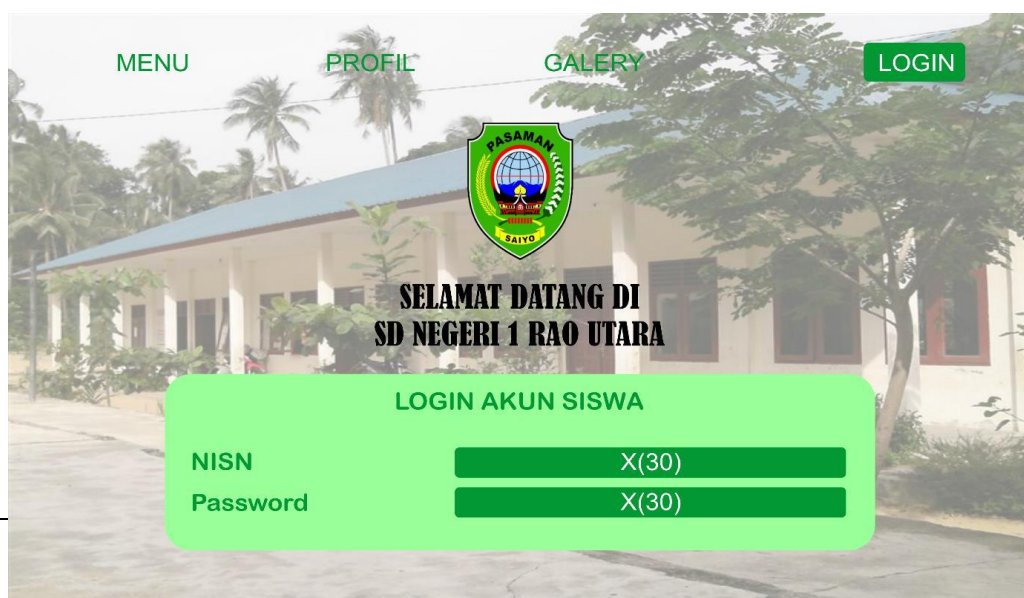 MENU PROFIL GALERY LOGIN
PASAMAN
SAIYO
SELAMAT DATANG DI
SD NEGERI 1 RAO UTARA
LOGIN AKUN SISWA
NISN X(30)
Password X(30)